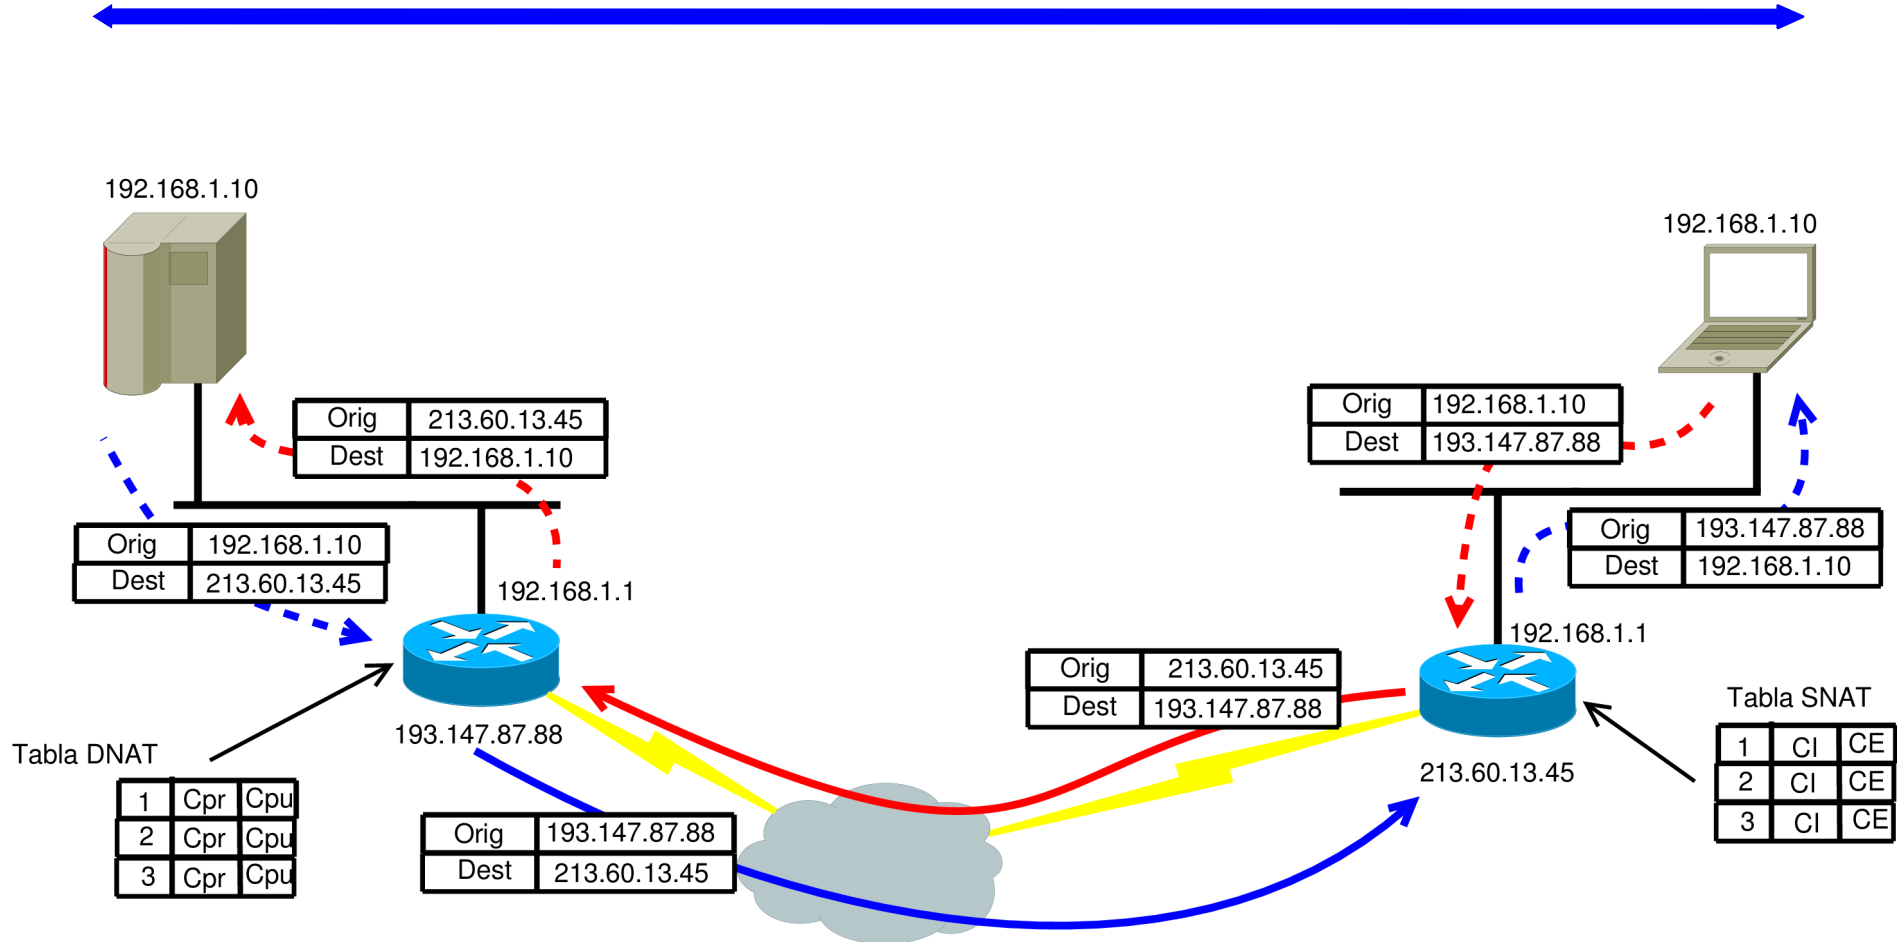 192.168.1.10
192.168.1.10
Orig 213.60.13.45
Dest 192.168.1.10
Orig 192.168.1.10
Dest 193.147.87.88
Orig 192.168.1.10
Dest 213.60.13.45
Orig 193.147.87.88
Dest 192.168.1.10
192.168.1.1
192.168.1.1
Orig 213.60.13.45
Dest 193.147.87.88
193.147.87.88
213.60.13.45
Tabla DNAT
1 Cpr Cpu
2 Cpr Cpu
3 Cpr Cpu
Tabla SNAT
1 CI CE
2 CI CE
3 CI CE
Orig 193.147.87.88
Dest 213.60.13.45